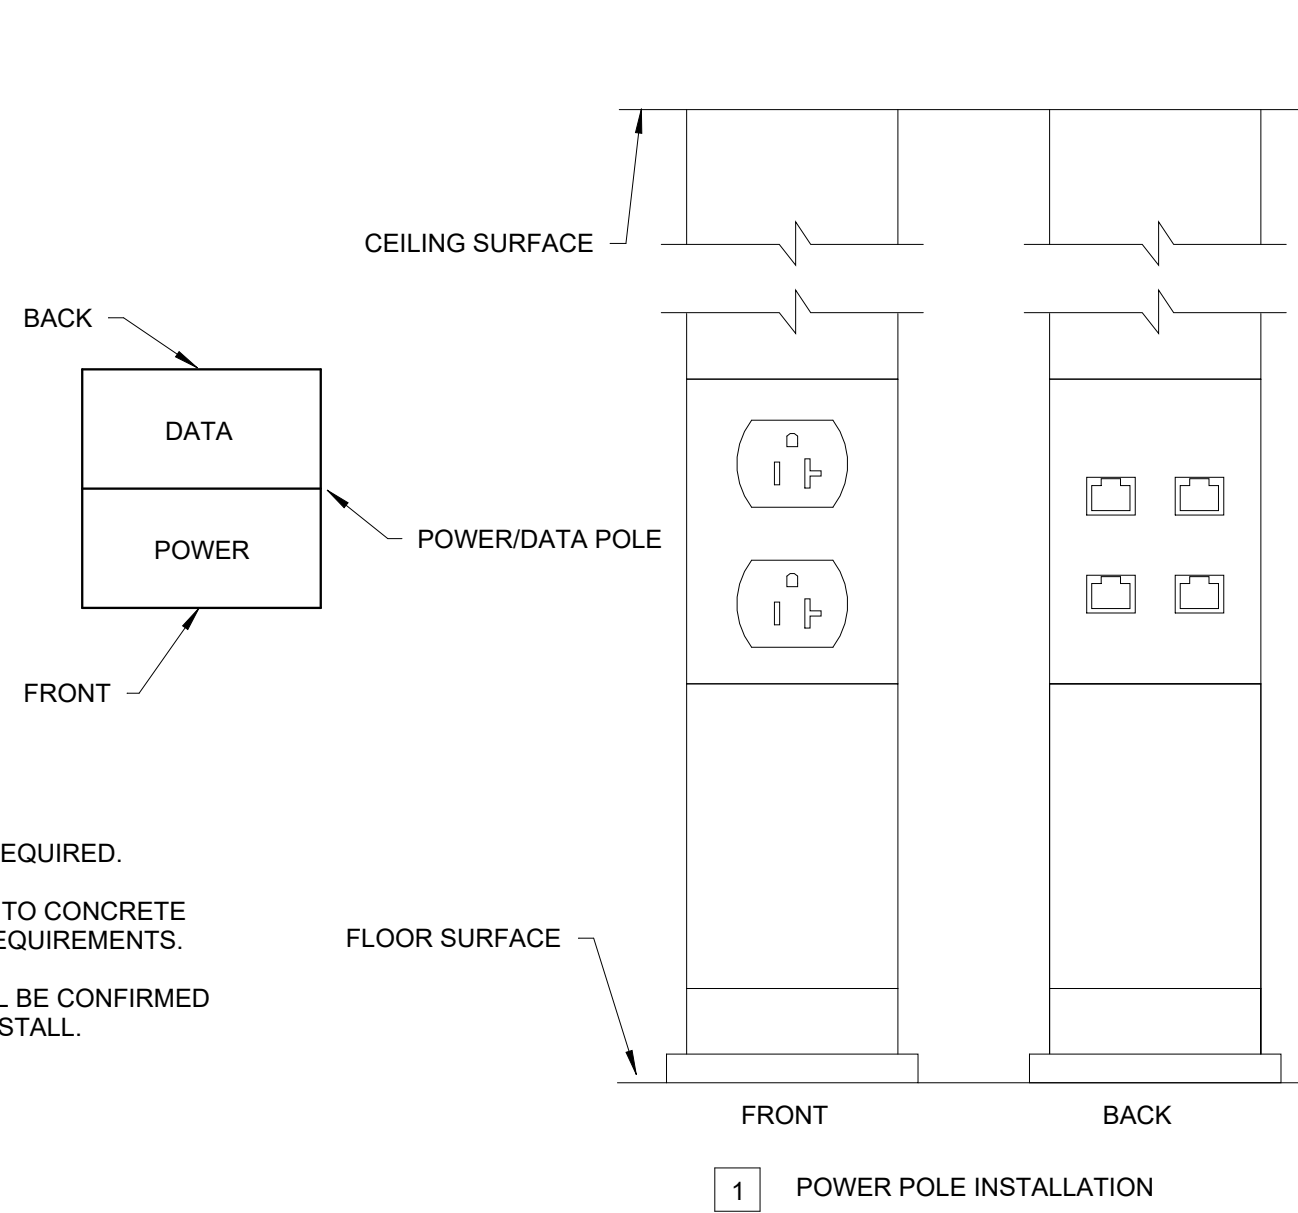 CEILING SURFACE
BACK
DATA
POWER/DATA POLE
POWER
FRONT
EQUIRED.
TO CONCRETE
EQUIREMENTS.
FLOOR SURFACE
BE CONFIRMED
STALL.
FRONT
BACK
1 POWER POLE INSTALLATION